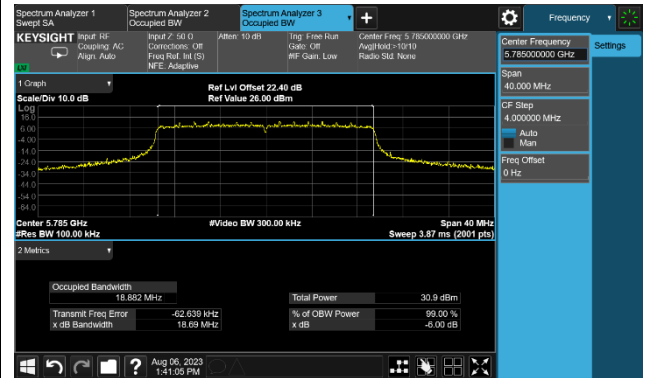 Spectrum Analyzer 1
Swept SA
Spectrum Analyzer 2
Occupied BW
Spectrum Analyzer 3
Occupied BW
Frequency
KEYSIGHT
Input: RF
Coupling: AC
Align: Auto
Input Z: 50 Ω
Corrections: Off
Freq Ref: Int (S)
NFE: Adaptive
Atten: 10 dB
Trig: Free Run
Gate: Off
#IF Gain: Low
Center Freq: 5.785000000 GHz
Avg|Hold:>10/10
Radio Std: None
LXI
Center Frequency
5.785000000 GHz
Settings
Span
40.000 MHz
CF Step
4.000000 MHz
Auto
Man
Freq Offset
0 Hz
1 Graph
Scale/Div 10.0 dB
Ref Lvl Offset 22.40 dB
Ref Value 26.00 dBm
Log
16.0
6.00
-4.00
-14.0
-24.0
-34.0
-44.0
-54.0
-64.0
Center 5.785 GHz
#Res BW 100.00 kHz
#Video BW 300.00 kHz
Span 40 MHz
Sweep 3.87 ms (2001 pts)
2 Metrics
Occupied Bandwidth
18.882 MHz
Total Power 30.9 dBm
Transmit Freq Error -62.639 kHz
% of OBW Power 99.00 %
x dB Bandwidth 18.69 MHz
x dB -6.00 dB
?
Aug 06, 2023
1:41:05 PM